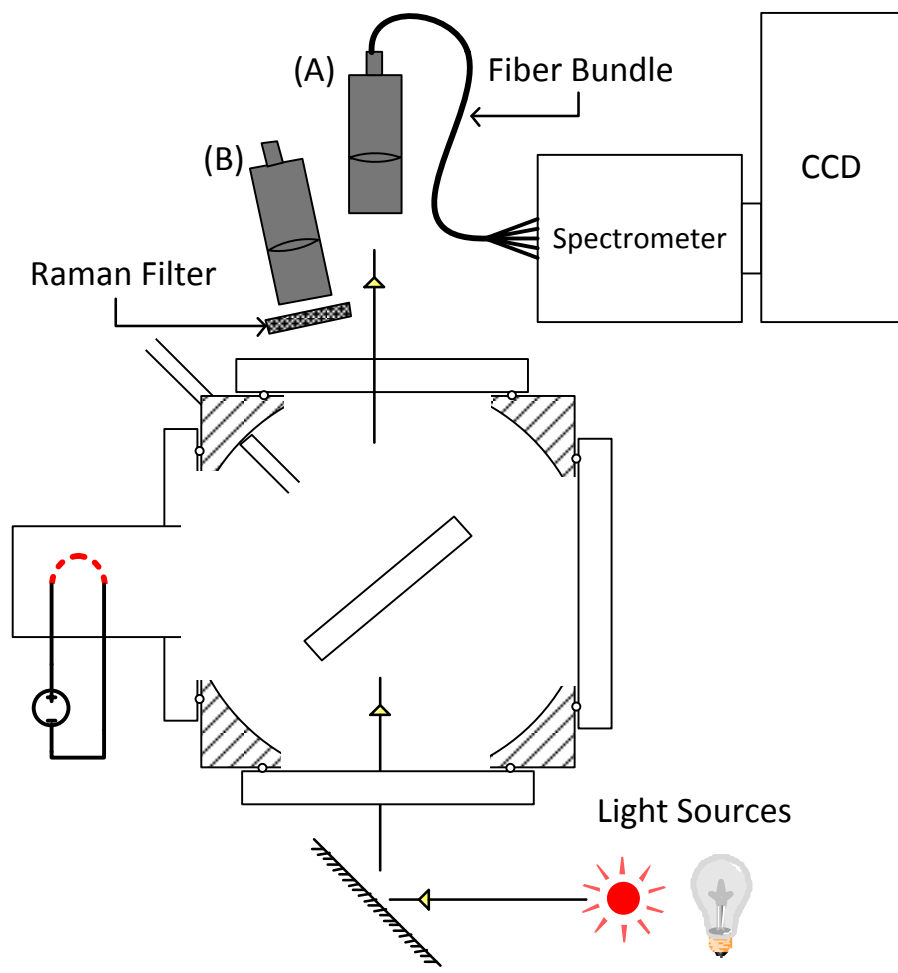 (A)
Fiber Bundle
(B)
CCD
Spectrometer
Raman Filter
Light Sources